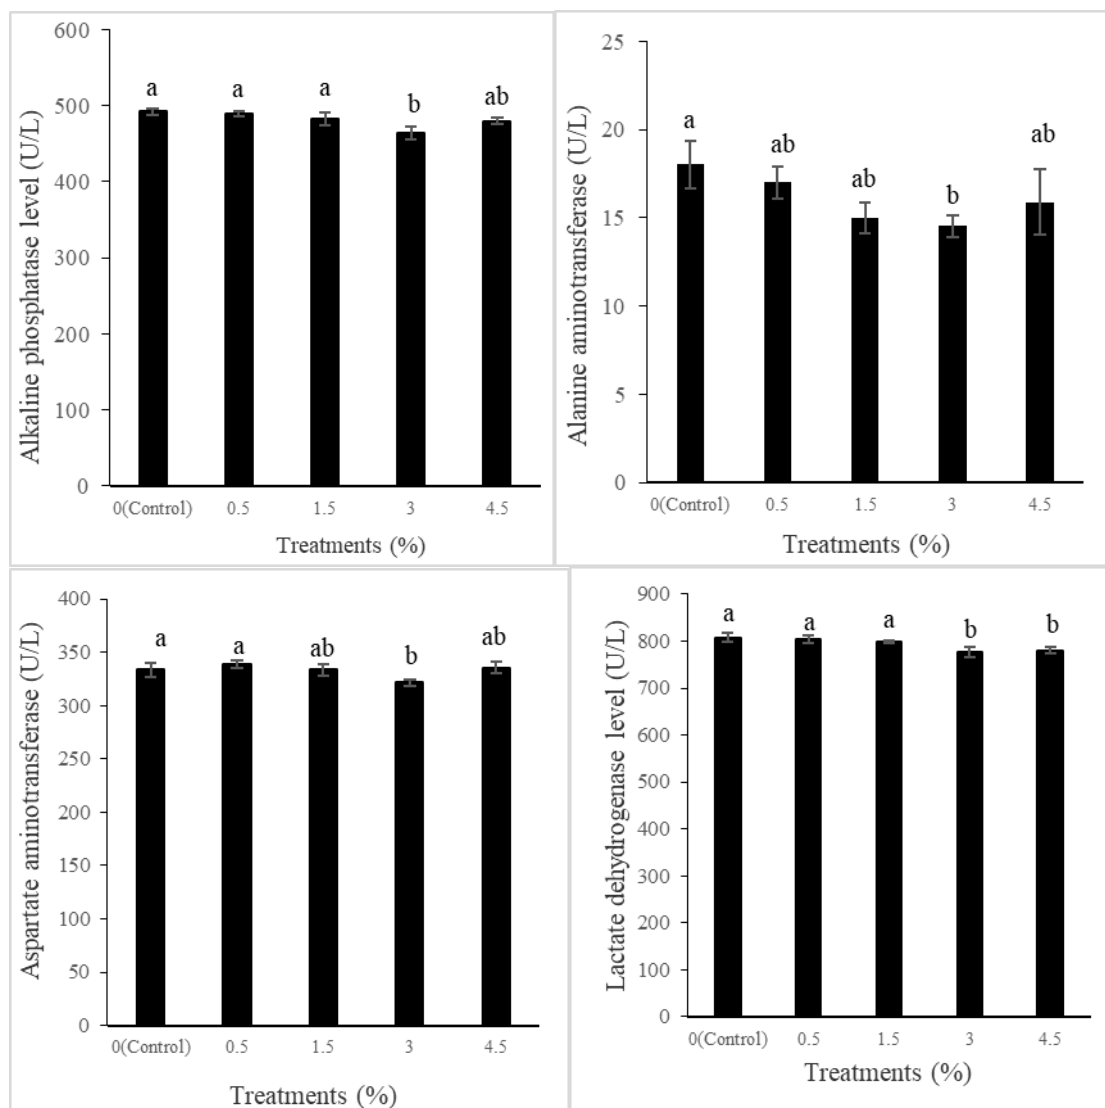 Alkaline phosphatase level (U/L)
600
500
400
300
200
100
0
a
a
a
b
ab
0(Control)
0.5
1.5
3
4.5
Treatments (%)
Alanine aminotransferase (U/L)
25
20
15
10
5
0
a
ab
ab
b
ab
0(Control)
0.5
1.5
3
4.5
Treatments (%)
Aspartate aminotransferase (U/L)
400
350
300
250
200
150
100
50
0
a
a
ab
b
ab
0(Control)
0.5
1.5
3
4.5
Treatments (%)
Lactate dehydrogenase level (U/L)
900
800
700
600
500
400
300
200
100
0
a
a
a
b
b
0(Control)
0.5
1.5
3
4.5
Treatments (%)